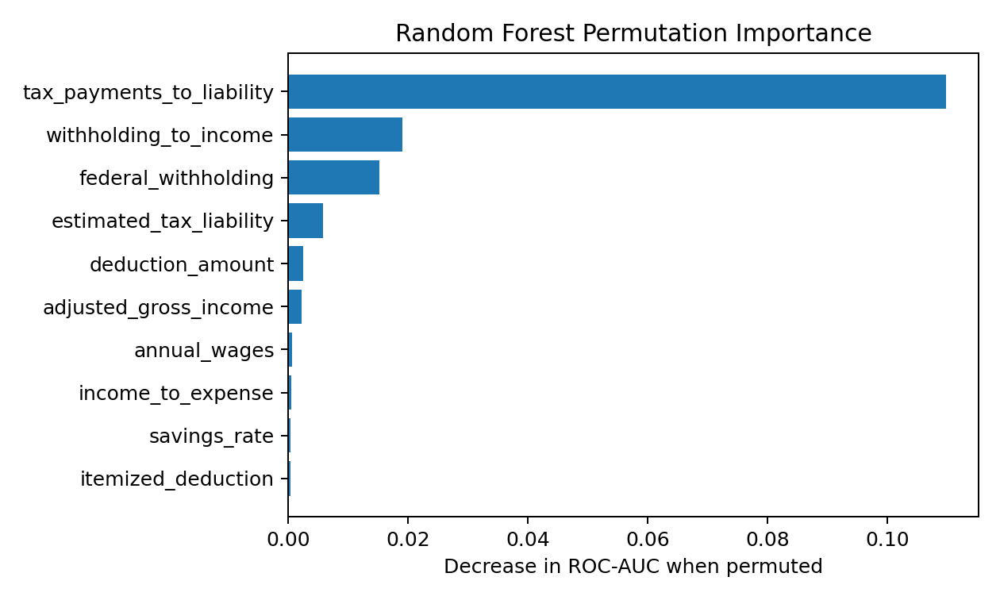 Random Forest Permutation Importance
tax_payments_to_liability
withholding_to_income
federal_withholding
estimated_tax_liability
deduction_amount
adjusted_gross_income
annual_wages
income_to_expense
savings_rate
itemized_deduction
0.00 0.02 0.04 0.06 0.08 0.10
Decrease in ROC-AUC when permuted